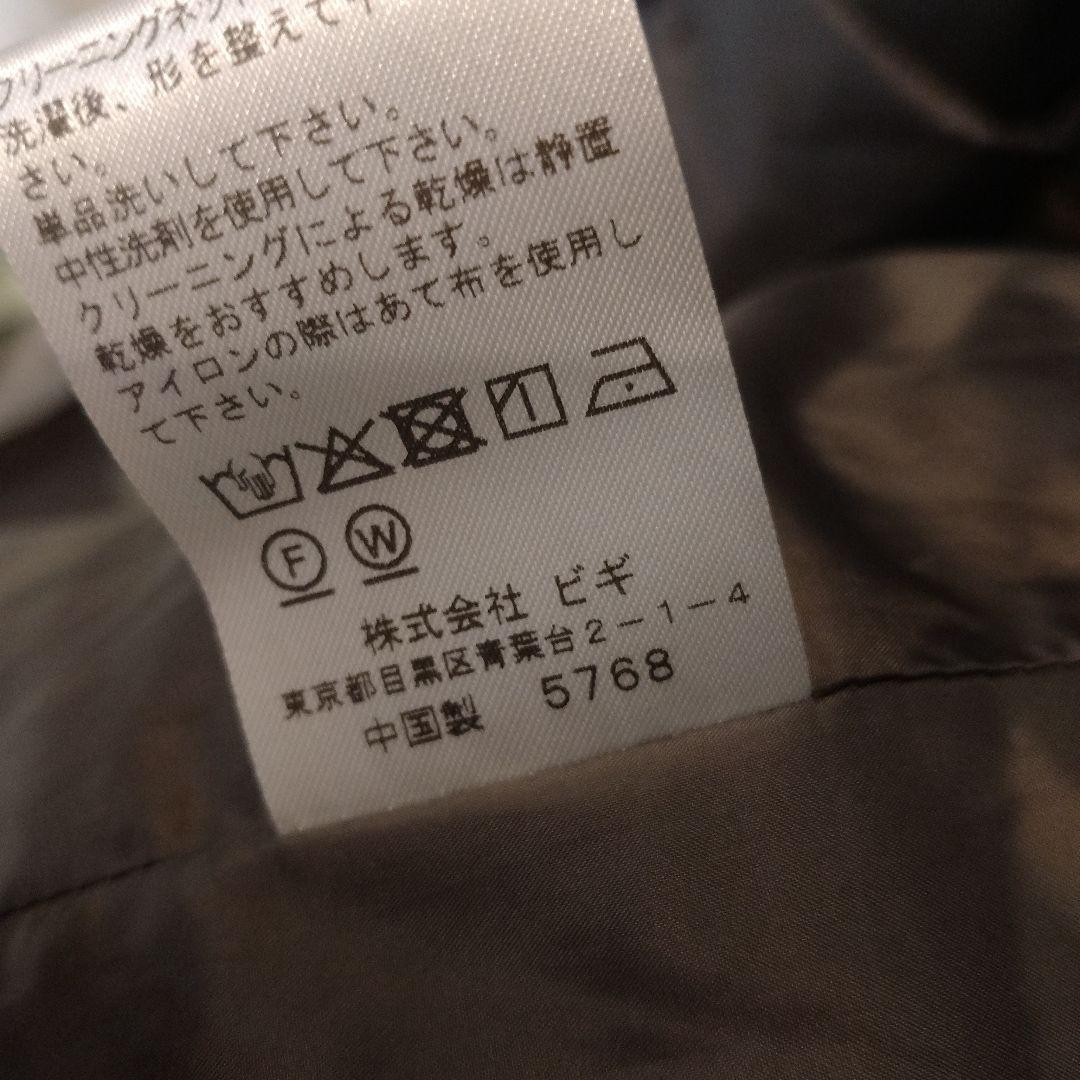 クリーニングネット
洗濯後、形を整えて干
さい。
単品洗いして下さい。
中性洗剤を使用して下さい。
クリーニングによる乾燥は静置
乾燥をおすすめします。
アイロンの際はあて布を使用し
て下さい。
F W
株式会社 ビギ
東京都目黒区青葉台2-1-4
中国製 5768